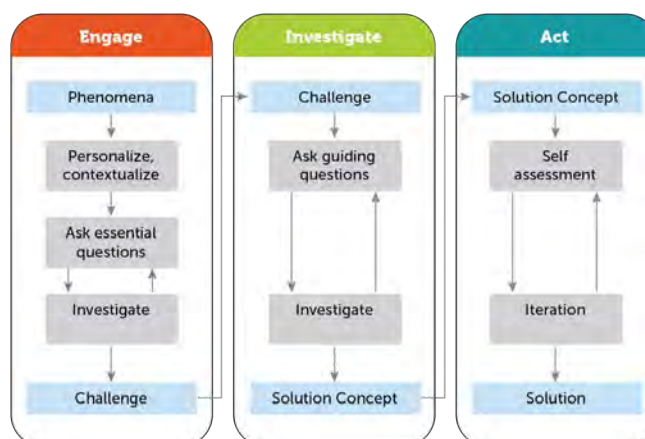 Engage
Phenomena
Personalize,
contextualize
Ask essential
questions
Investigate
Challenge
Investigate
Challenge
Ask guiding
questions
Investigate
Solution Concept
Act
Solution Concept
Self
assessment
Iteration
Solution